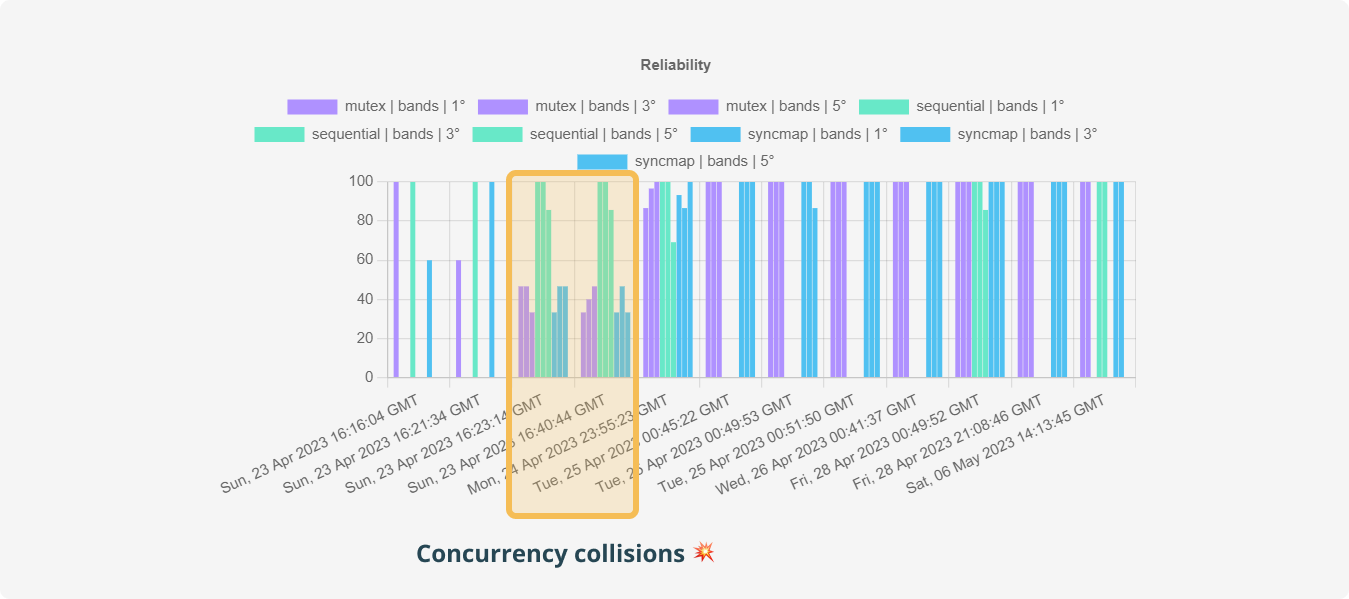 Reliability
mutex | bands | 1° mutex | bands | 3° mutex | bands | 5° sequential | bands | 1°
sequential | bands | 3° sequential | bands | 5° syncmap | bands | 1° syncmap | bands | 3°
syncmap | bands | 5°
100
80
60
40
20
0
Sun, 23 Apr 2023 16:16:04 GMT
Sun, 23 Apr 2023 16:21:34 GMT
Sun, 23 Apr 2023 16:23:14 GMT
Sun, 23 Apr 2023 16:40:44 GMT
Mon, 24 Apr 2023 23:55:23 GMT
Tue, 25 Apr 2023 00:45:22 GMT
Tue, 25 Apr 2023 00:49:53 GMT
Tue, 25 Apr 2023 00:51:50 GMT
Wed, 26 Apr 2023 00:41:37 GMT
Fri, 28 Apr 2023 00:49:52 GMT
Fri, 28 Apr 2023 21:08:46 GMT
Sat, 06 May 2023 14:13:45 GMT
Concurrency collisions 💥